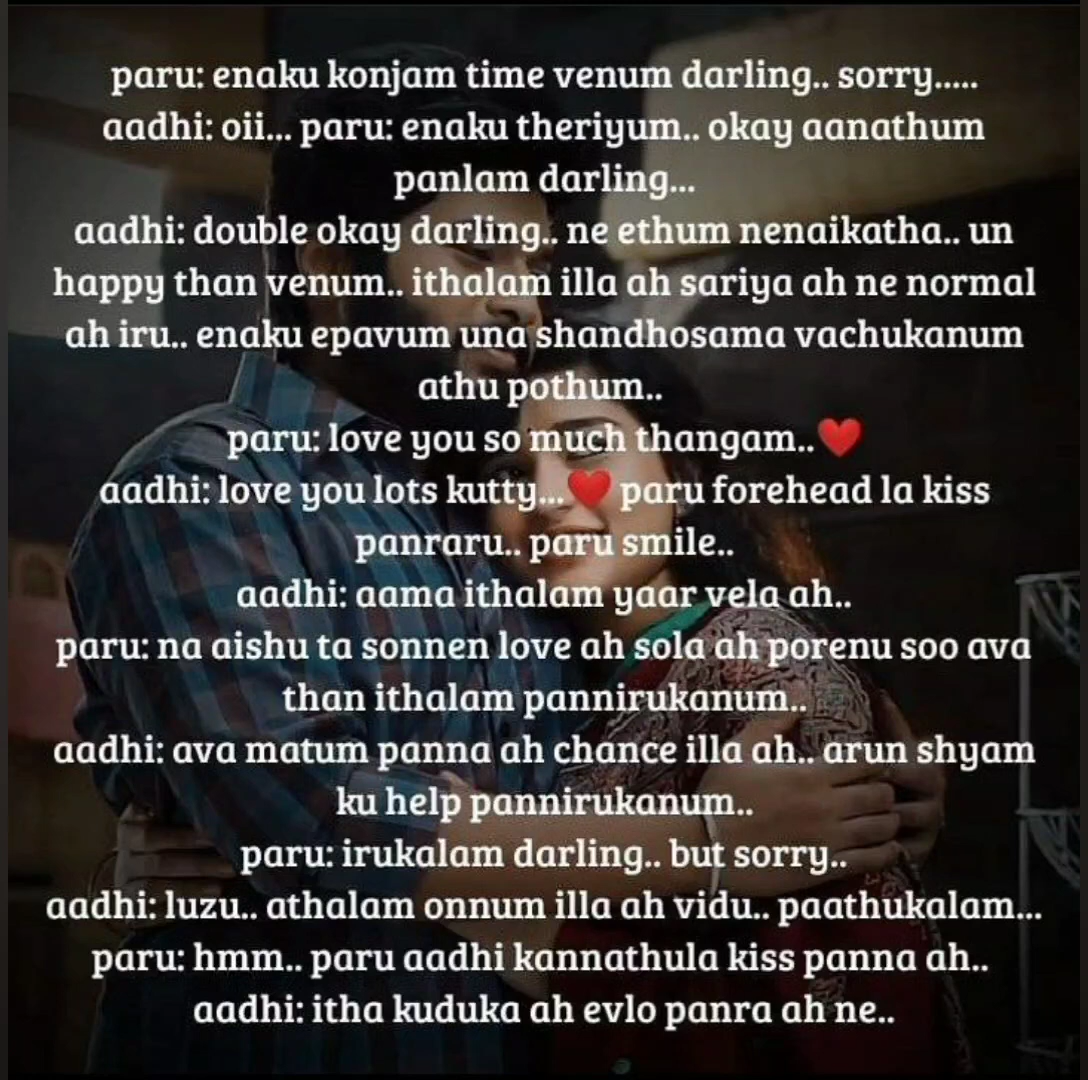 paru: enaku konjam time venum darling.. sorry.....
aadhi: oii... paru: enaku theriyum.. okay aanathum
panlam darling...
aadhi: double okay darling.. ne ethum nenaikatha.. un
happy than venum.. ithalam illa ah sariya ah ne normal
ah iru.. enaku epavum una shandhosama vachukanum
athu pothum..
paru: love you so much thangam..❤️
aadhi: love you lots kutty...❤️ paru forehead la kiss
panraru.. paru smile..
aadhi: aama ithalam yaar vela ah..
paru: na aishu ta sonnen love ah sola ah porenu soo ava
than ithalam pannirukanum..
aadhi: ava matum panna ah chance illa ah.. arun shyam
ku help pannirukanum..
paru: irukalam darling.. but sorry..
aadhi: luzu.. athalam onnum illa ah vidu.. paathukalam...
paru: hmm.. paru aadhi kannathula kiss panna ah..
aadhi: itha kuduka ah evlo panra ah ne..